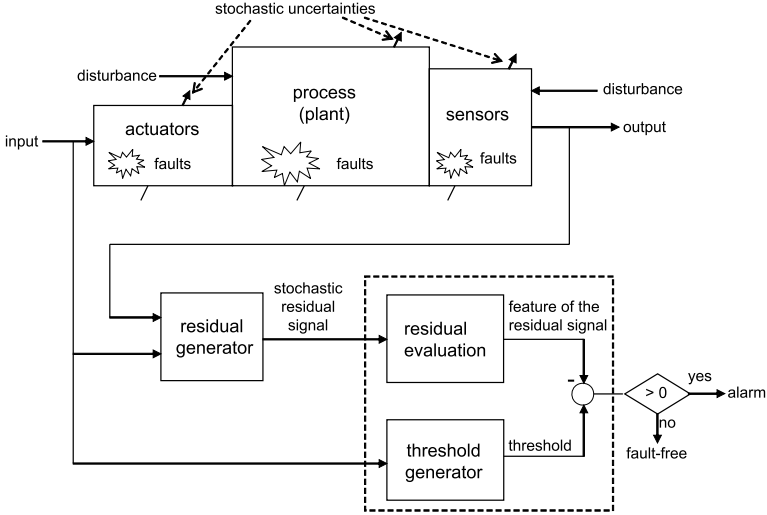 stochastic uncertainties
disturbance
process
(plant)
disturbance
sensors
actuators
input
output
faults
faults
faults
stochastic
residual
signal
feature of the
residual signal
residual
generator
residual
evaluation
-
> 0
yes
alarm
no
fault-free
threshold
threshold
generator